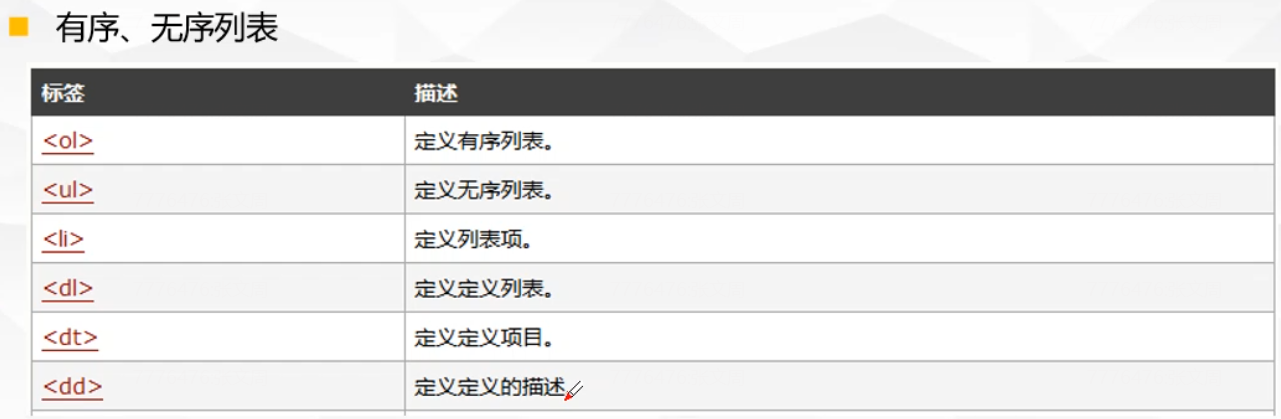 有序、无序列表
标签 描述
<ol> 定义有序列表。
<ul> 定义无序列表。
<li> 定义列表项。
<dl> 定义定义列表。
<dt> 定义定义项目。
<dd> 定义定义的描述